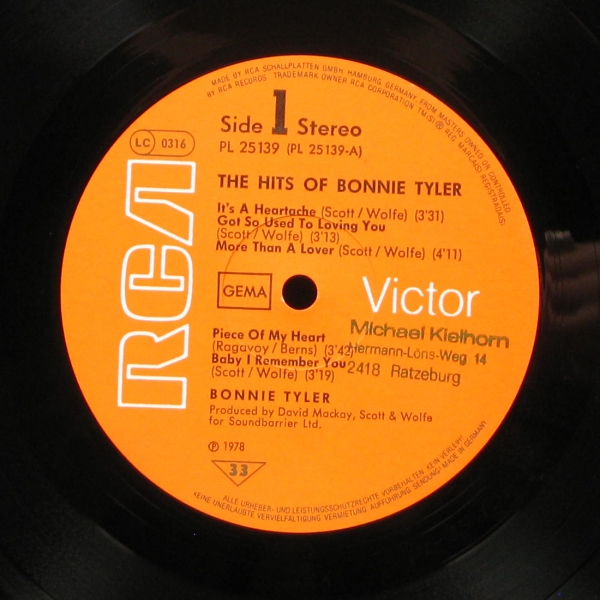 MADE BY RCA SCHALLPLATTEN GMBH HAMBURG, GERMANY, FROM MASTERS OWNED OR CONTROLLED
BY RCA RECORDS. TRADEMARK OWNER RCA CORPORATION TM(S) ® REG. MARCA(S) REGISTRADA(S)
Side 1 Stereo
PL 25139 (PL 25139-A)
LC 0316
RCA
THE HITS OF BONNIE TYLER
It's A Heartache (Scott / Wolfe) (3'31)
Got So Used To Loving You
(Scott / Wolfe) (3'13)
More Than A Lover (Scott / Wolfe) (4'11)
GEMA
Victor
Michael Kielhorn
Hermann-Löns-Weg 14
2418 Ratzeburg
Piece Of My Heart
(Ragavoy / Berns) (3'42)
Baby I Remember You
(Scott / Wolfe) (3'19)
BONNIE TYLER
Produced by David Mackay, Scott & Wolfe
for Soundbarrier Ltd.
℗ 1978
33
ALLE URHEBER- UND LEISTUNGSSCHUTZRECHTE VORBEHALTEN. KEIN VERLEIH!
KEINE UNERLAUBTE VERVIELFÄLTIGUNG, VERMIETUNG, AUFFÜHRUNG, SENDUNG! MADE IN GERMANY